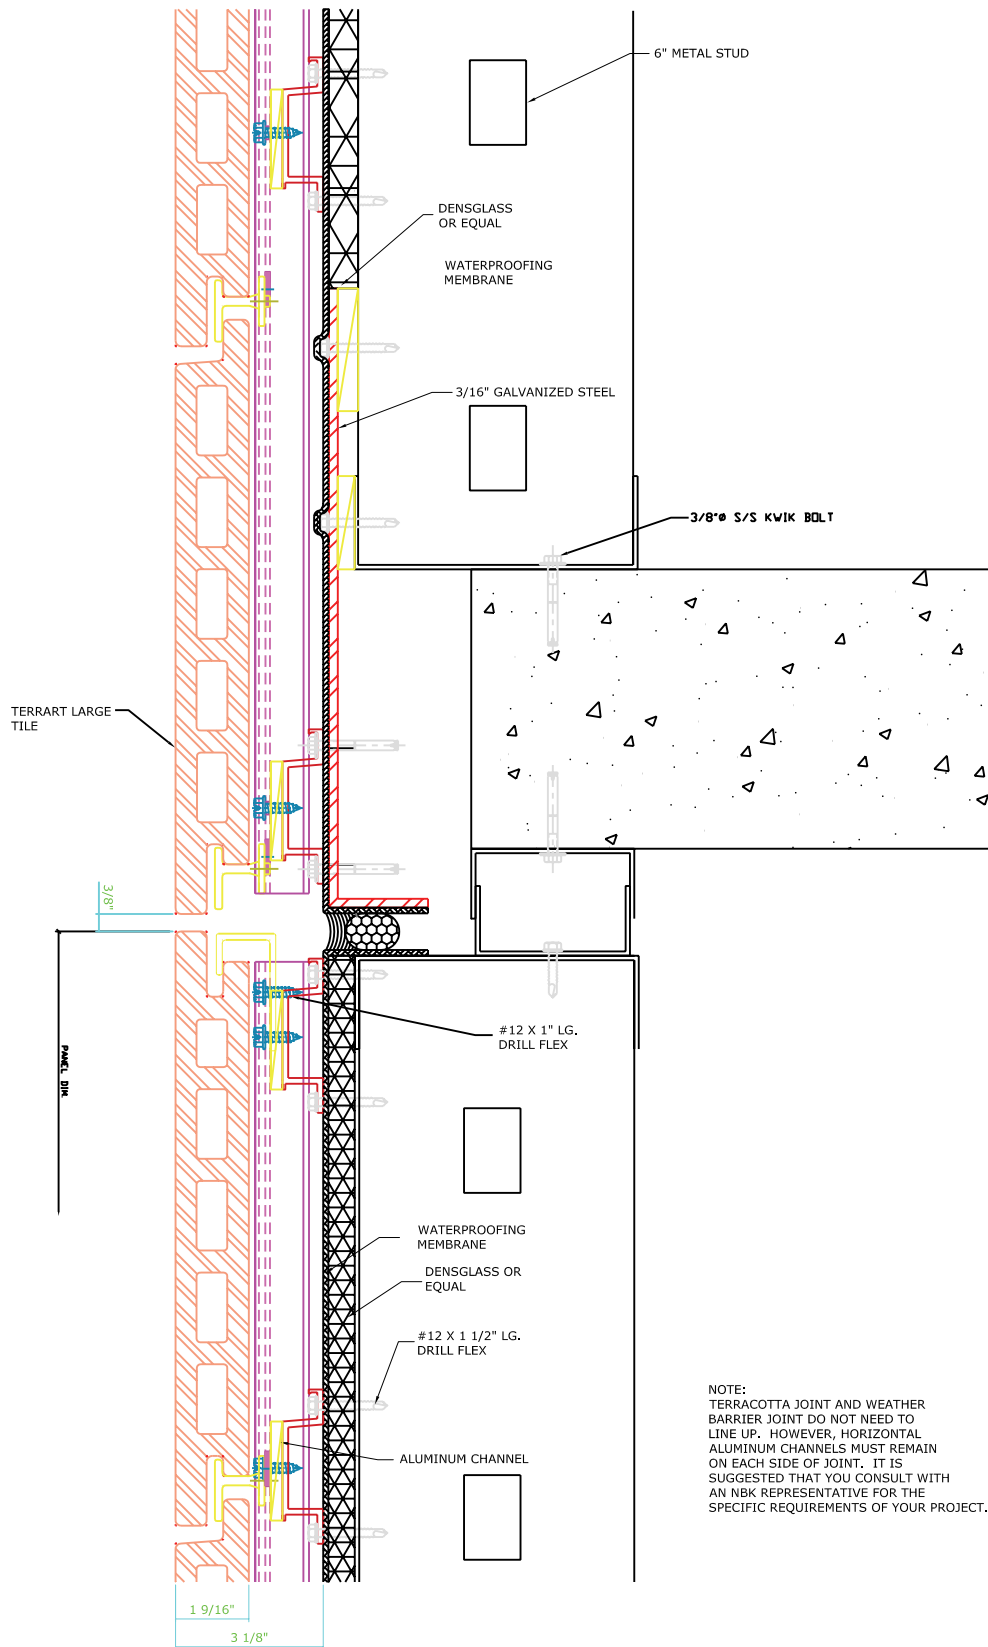 6" METAL STUD
DENSGLASS
OR EQUAL
WATERPROOFING
MEMBRANE
3/16" GALVANIZED STEEL
3/8"Ø S/S KWIK BOLT
TERRART LARGE
TILE
3/8"
PANEL DIM.
#12 X 1" LG.
DRILL FLEX
WATERPROOFING
MEMBRANE
DENSGLASS OR
EQUAL
#12 X 1 1/2" LG.
DRILL FLEX
ALUMINUM CHANNEL
NOTE:
TERRACOTTA JOINT AND WEATHER
BARRIER JOINT DO NOT NEED TO
LINE UP. HOWEVER, HORIZONTAL
ALUMINUM CHANNELS MUST REMAIN
ON EACH SIDE OF JOINT. IT IS
SUGGESTED THAT YOU CONSULT WITH
AN NBK REPRESENTATIVE FOR THE
SPECIFIC REQUIREMENTS OF YOUR PROJECT.
1 9/16"
3 1/8"